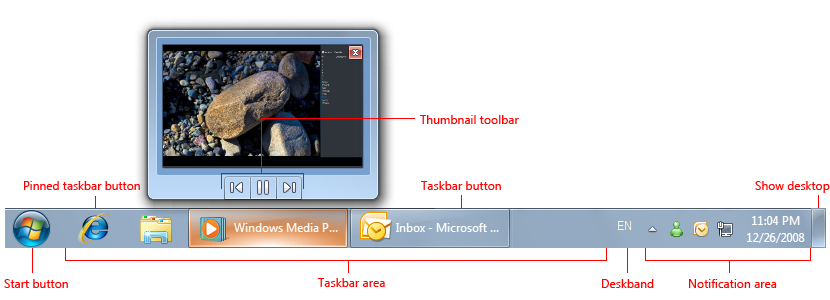 Thumbnail toolbar
Pinned taskbar button
Taskbar button
Show desktop
Windows Media P...
Inbox - Microsoft ...
EN
11:04 PM
12/26/2008
Start button
Taskbar area
Deskband
Notification area